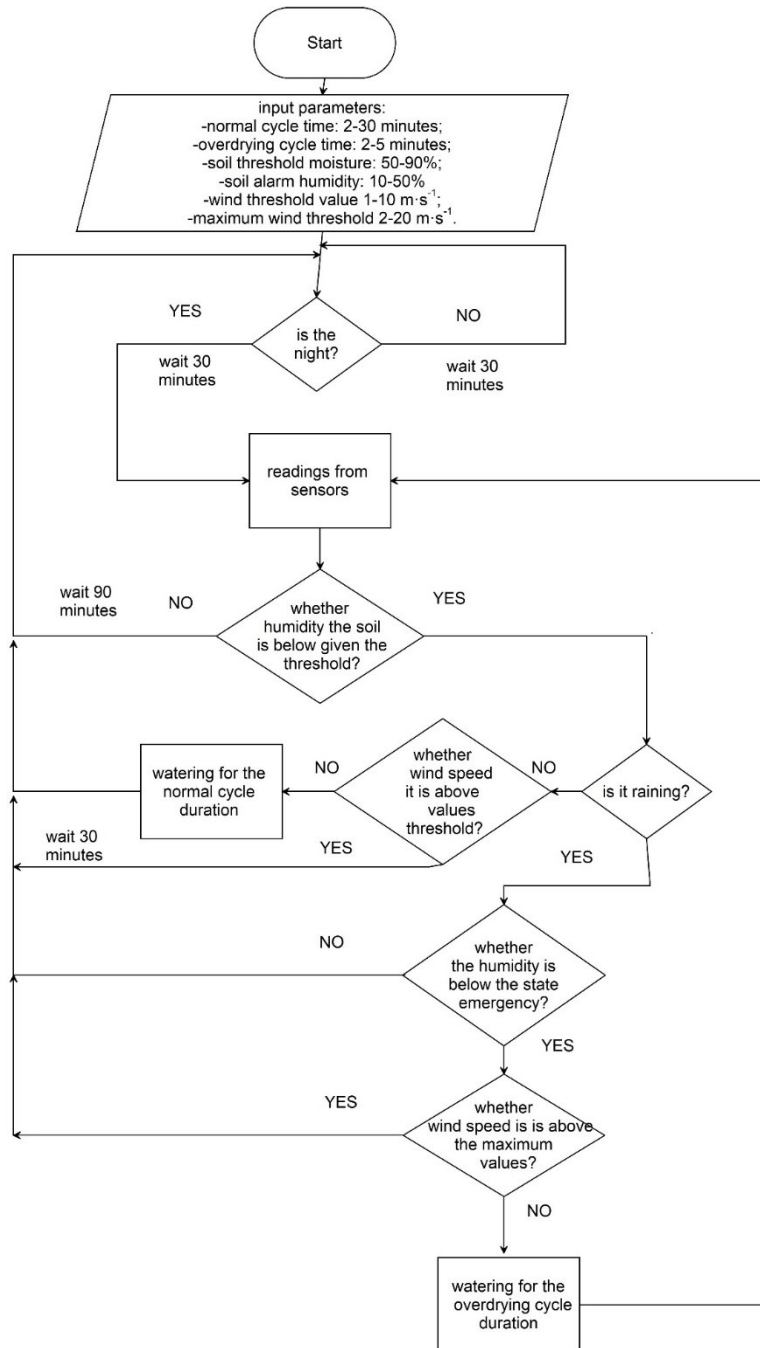 Start
input parameters:
-normal cycle time: 2-30 minutes;
-overdrying cycle time: 2-5 minutes;
-soil threshold moisture: 50-90%;
-soil alarm humidity: 10-50%
-wind threshold value 1-10 m·s⁻¹;
-maximum wind threshold 2-20 m·s⁻¹.
YES
NO
is the
night?
wait 30
minutes
wait 30
minutes
readings from
sensors
wait 90
minutes
NO
YES
whether
humidity the soil
is below given the
threshold?
watering for the
normal cycle
duration
NO
whether
wind speed
it is above
values
threshold?
NO
is it raining?
wait 30
minutes
YES
YES
NO
whether
the humidity is
below the state
emergency?
YES
YES
whether
wind speed is is above
the maximum
values?
NO
watering for the
overdrying cycle
duration